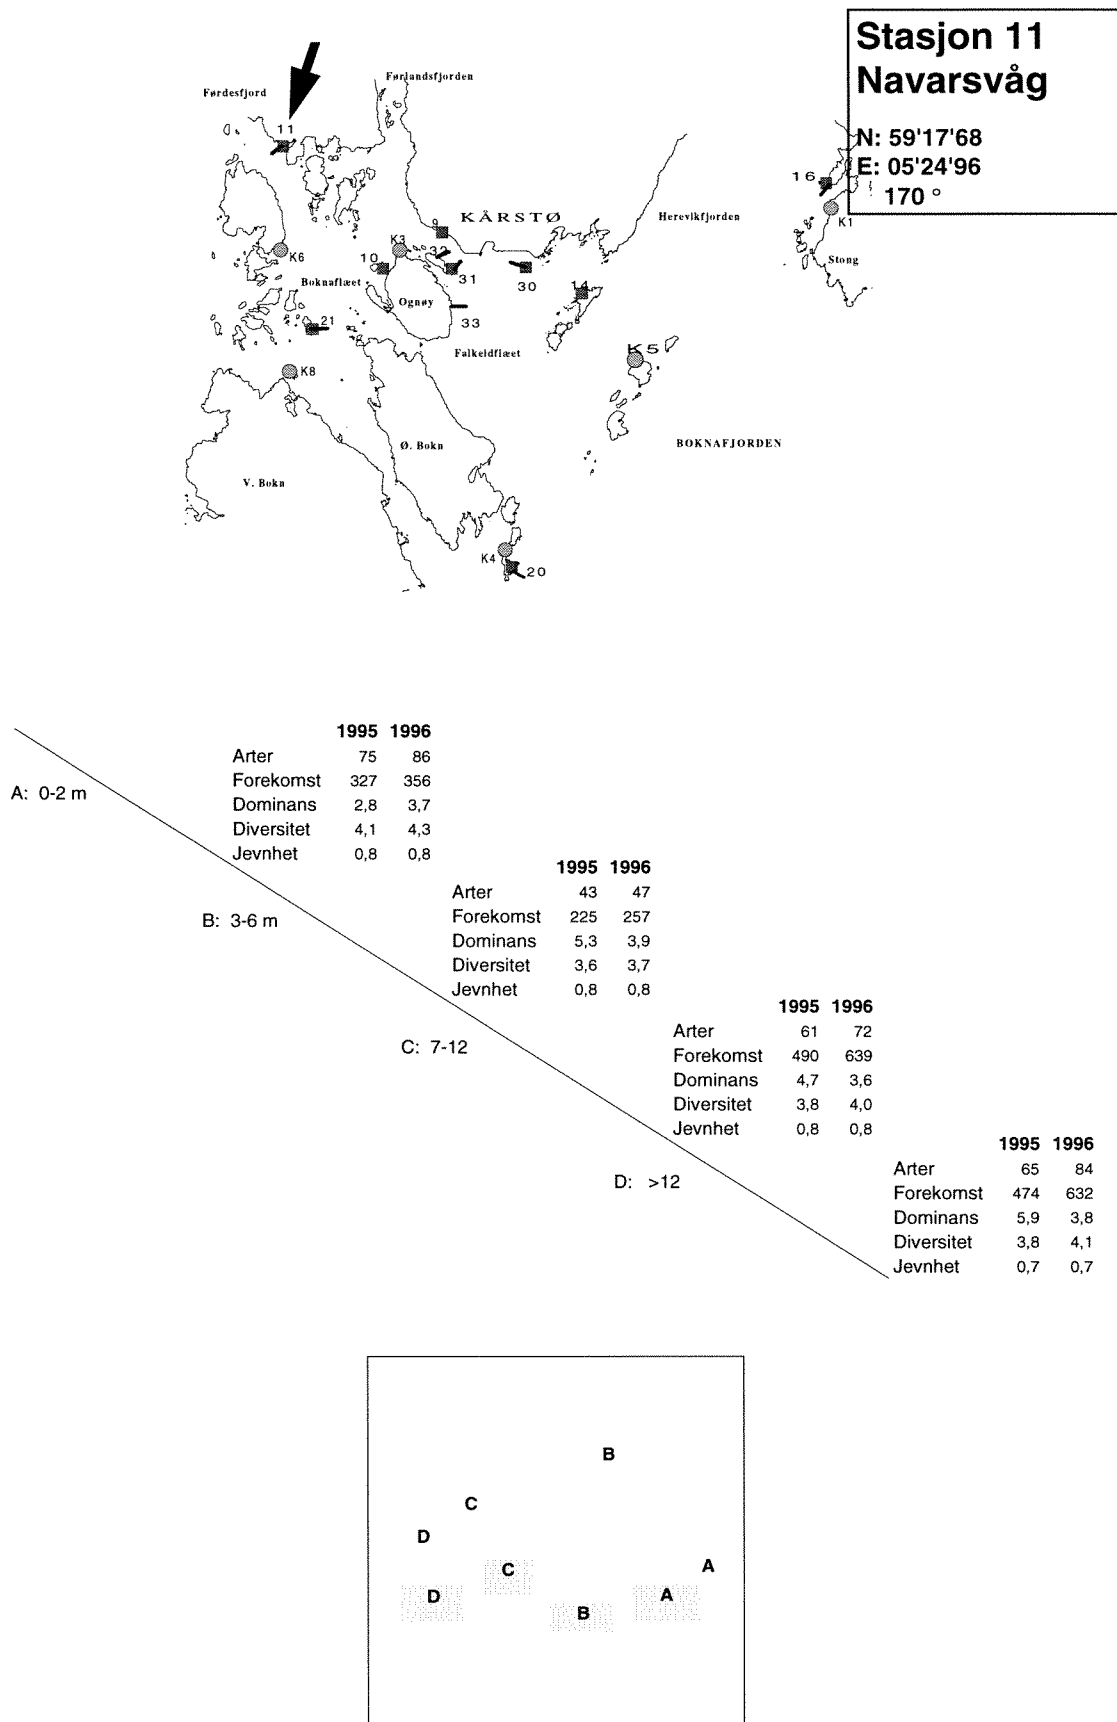 Stasjon 11
Navarsvåg
N: 59'17'68
E: 05'24'96
170 °
Førlandsfjorden
Førdesfjord
11
16
KÅRSTØ
Herevikfjorden
K1
9
K3
32
K6
10
Stong
Boknaflæet
31
30
14
Ognøy
21
33
Falkeidflæet
K5
K8
Ø. Bokn
BOKNAFJORDEN
V. Bokn
K4
20
A: 0-2 m
1995 1996
Arter 75 86
Forekomst 327 356
Dominans 2,8 3,7
Diversitet 4,1 4,3
Jevnhet 0,8 0,8
B: 3-6 m
1995 1996
Arter 43 47
Forekomst 225 257
Dominans 5,3 3,9
Diversitet 3,6 3,7
Jevnhet 0,8 0,8
C: 7-12
1995 1996
Arter 61 72
Forekomst 490 639
Dominans 4,7 3,6
Diversitet 3,8 4,0
Jevnhet 0,8 0,8
D: >12
1995 1996
Arter 65 84
Forekomst 474 632
Dominans 5,9 3,8
Diversitet 3,8 4,1
Jevnhet 0,7 0,7
B
C
D
A
C
D
A
B